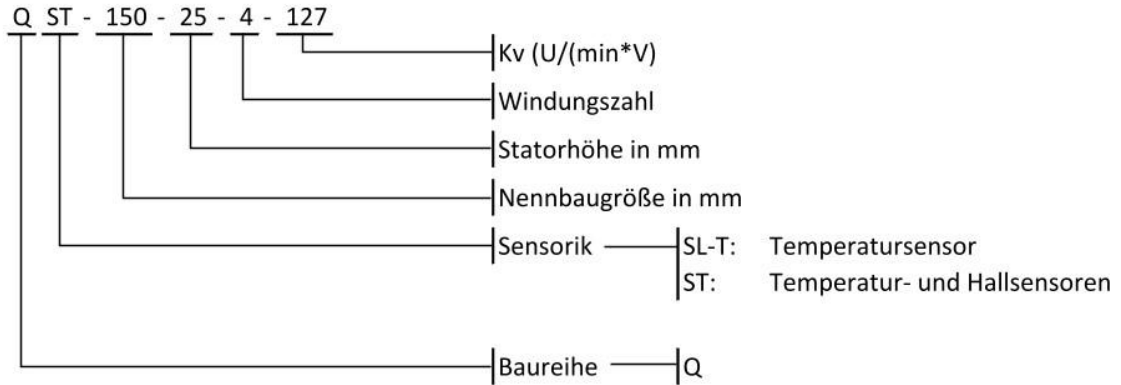 Q ST - 150 - 25 - 4 - 127
Kv (U/(min*V)
Windungszahl
Statorhöhe in mm
Nennbaugröße in mm
Sensorik SL-T: Temperatursensor
ST: Temperatur- und Hallsensoren
Baureihe Q